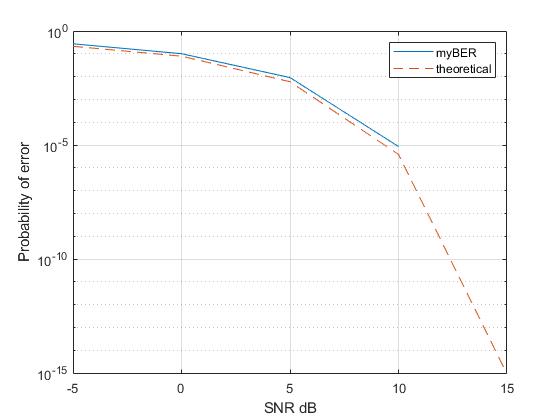 10^0
10^-5
10^-10
10^-15
Probability of error
-5 0 5 10 15
SNR dB
myBER
theoretical